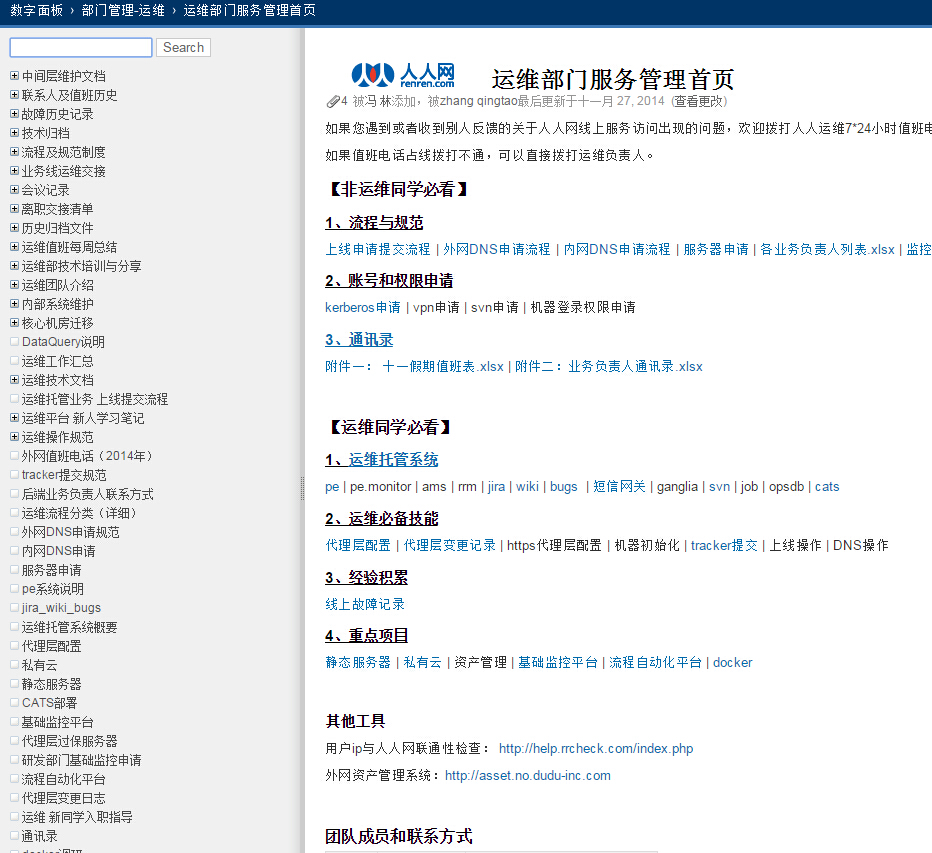 数字面板 › 部门管理-运维 › 运维部门服务管理首页
Search
中间层维护文档
联系人及值班历史
故障历史记录
技术归档
流程及规范制度
业务线运维交接
会议记录
离职交接清单
历史归档文件
运维值班每周总结
运维部技术培训与分享
运维团队介绍
内部系统维护
核心机房迁移
DataQuery说明
运维工作汇总
运维技术文档
运维托管业务 上线提交流程
运维平台 新人学习笔记
运维操作规范
外网值班电话（2014年）
tracker提交规范
后端业务负责人联系方式
运维流程分类（详细）
外网DNS申请规范
内网DNS申请
服务器申请
pe系统说明
jira_wiki_bugs
运维托管系统概要
代理层配置
私有云
静态服务器
CATS部署
基础监控平台
代理层过保服务器
研发部门基础监控申请
流程自动化平台
代理层变更日志
运维 新同学入职指导
通讯录
人人网
renren.com
运维部门服务管理首页
4 被马 林添加，被zhang qingtao最后更新于十一月 27, 2014 (查看更改)
如果您遇到或者收到别人反馈的关于人人网线上服务访问出现的问题，欢迎拨打人人运维7*24小时值班电
如果值班电话占线拨打不通，可以直接拨打运维负责人。
【非运维同学必看】
1、流程与规范
上线申请提交流程 | 外网DNS申请流程 | 内网DNS申请流程 | 服务器申请 | 各业务负责人列表.xlsx | 监控
2、账号和权限申请
kerberos申请 | vpn申请 | svn申请 | 机器登录权限申请
3、通讯录
附件一： 十一假期值班表.xlsx | 附件二：业务负责人通讯录.xlsx
【运维同学必看】
1、运维托管系统
pe | pe.monitor | ams | rrm | jira | wiki | bugs | 短信网关 | ganglia | svn | job | opsdb | cats
2、运维必备技能
代理层配置 | 代理层变更记录 | https代理层配置 | 机器初始化 | tracker提交 | 上线操作 | DNS操作
3、经验积累
线上故障记录
4、重点项目
静态服务器 | 私有云 | 资产管理 | 基础监控平台 | 流程自动化平台 | docker
其他工具
用户ip与人人网联通性检查： http://help.rrcheck.com/index.php
外网资产管理系统：http://asset.no.dudu-inc.com
团队成员和联系方式